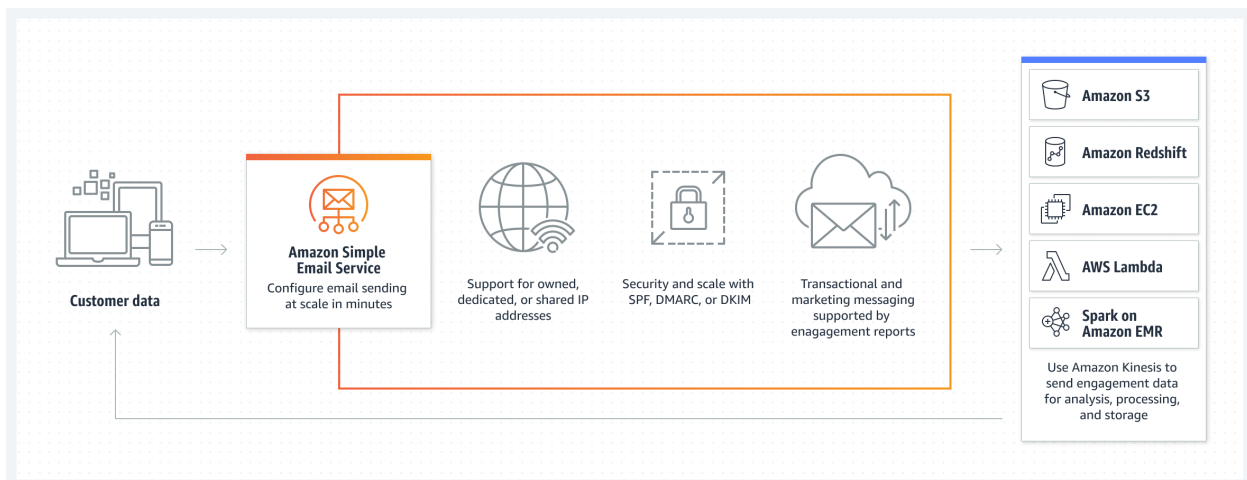 Customer data
Amazon Simple
Email Service
Configure email sending
at scale in minutes
Support for owned,
dedicated, or shared IP
addresses
Security and scale with
SPF, DMARC, or DKIM
Transactional and
marketing messaging
supported by
enagagement reports
Amazon S3
Amazon Redshift
Amazon EC2
AWS Lambda
Spark on
Amazon EMR
Use Amazon Kinesis to
send engagement data
for analysis, processing,
and storage